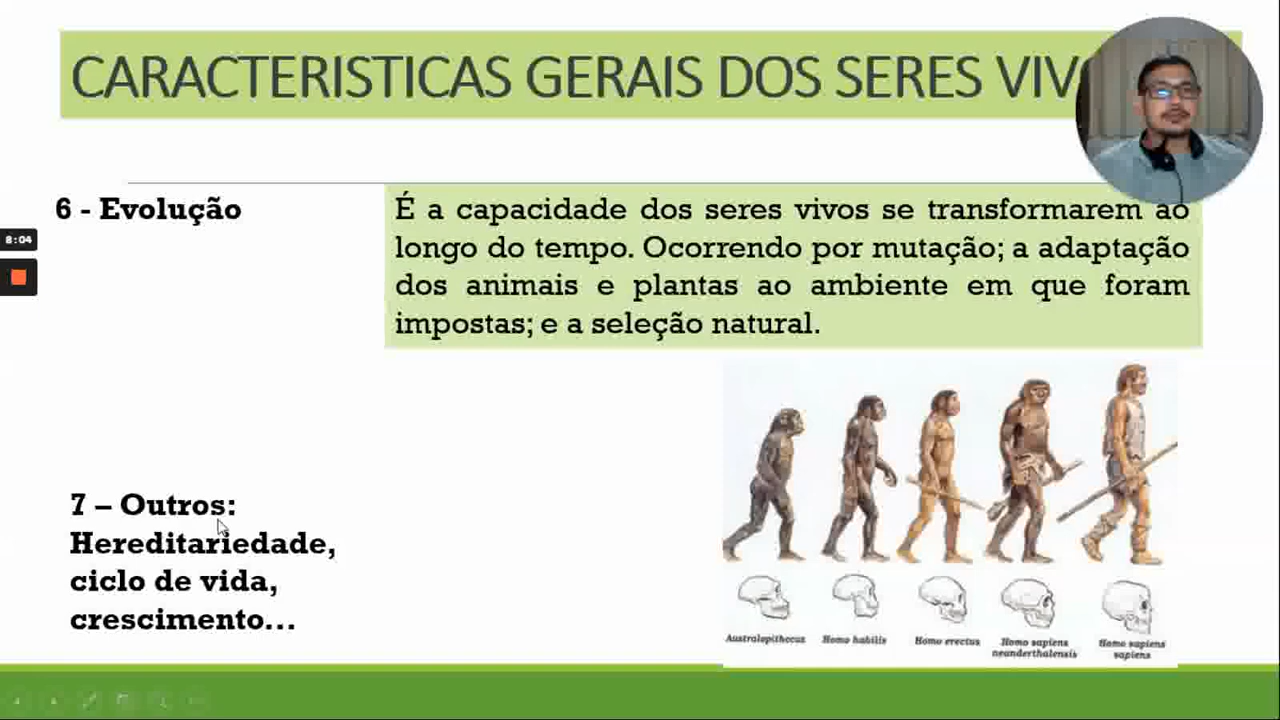 CARACTERISTICAS GERAIS DOS SERES VIV
6 - Evolução
É a capacidade dos seres vivos se transformarem ao
longo do tempo. Ocorrendo por mutação; a adaptação
dos animais e plantas ao ambiente em que foram
impostas; e a seleção natural.
8:04
7 – Outros:
Hereditariedade,
ciclo de vida,
crescimento...
Australopithecus
Homo habilis
Homo erectus
Homo sapiens
neanderthalensis
Homo sapiens
sapiens